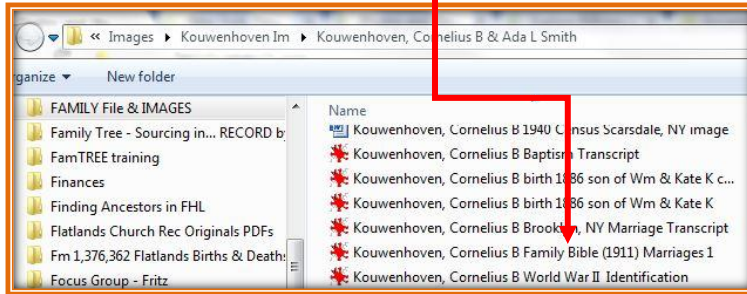 « Images ▸ Kouwenhoven Im ▸ Kouwenhoven, Cornelius B & Ada L Smith
rganize ▾ New folder
FAMILY File & IMAGES
Family Tree - Sourcing in... RECORD b
FamTREE training
Finances
Finding Ancestors in FHL
Flatlands Church Rec Originals PDFs
Fm 1,376,362 Flatlands Births & Death
Focus Group - Fritz
Name
Kouwenhoven, Cornelius B 1940 Census Scarsdale, NY image
Kouwenhoven, Cornelius B Baptism Transcript
Kouwenhoven, Cornelius B birth 1886 son of Wm & Kate K c...
Kouwenhoven, Cornelius B birth 1886 son of Wm & Kate K
Kouwenhoven, Cornelius B Brooklyn, NY Marriage Transcript
Kouwenhoven, Cornelius B Family Bible (1911) Marriages 1
Kouwenhoven, Cornelius B World War II Identification